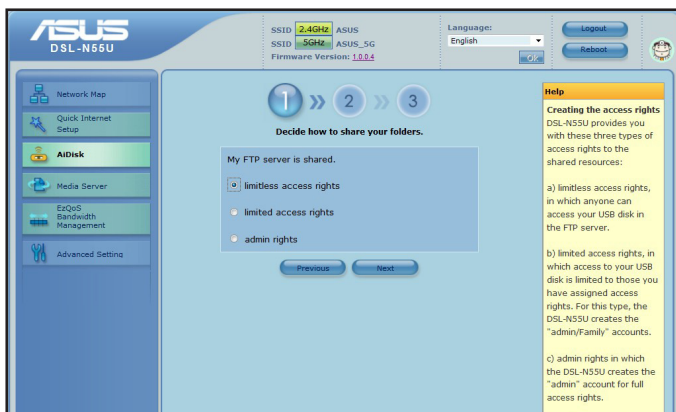 ASUS
DSL-N55U
SSID 2.4GHz ASUS
SSID 5GHz ASUS_5G
Firmware Version: 1.0.0.4
Language:
English
OK
Logout
Reboot
Network Map
Quick Internet
Setup
AiDisk
Media Server
EzQoS
Bandwidth
Management
Advanced Setting
1 » 2 » 3
Decide how to share your folders.
My FTP server is shared.
limitless access rights
limited access rights
admin rights
Previous
Next
Help
Creating the access rights
DSL-N55U provides you
with these three types of
access rights to the
shared resources:
a) limitless access rights,
in which anyone can
access your USB disk in
the FTP server.
b) limited access rights, in
which access to your USB
disk is limited to those you
have assigned access
rights. For this type, the
DSL-N55U creates the
"admin/Family" accounts.
c) admin rights in which
the DSL-N55U creates the
"admin" account for full
access rights.